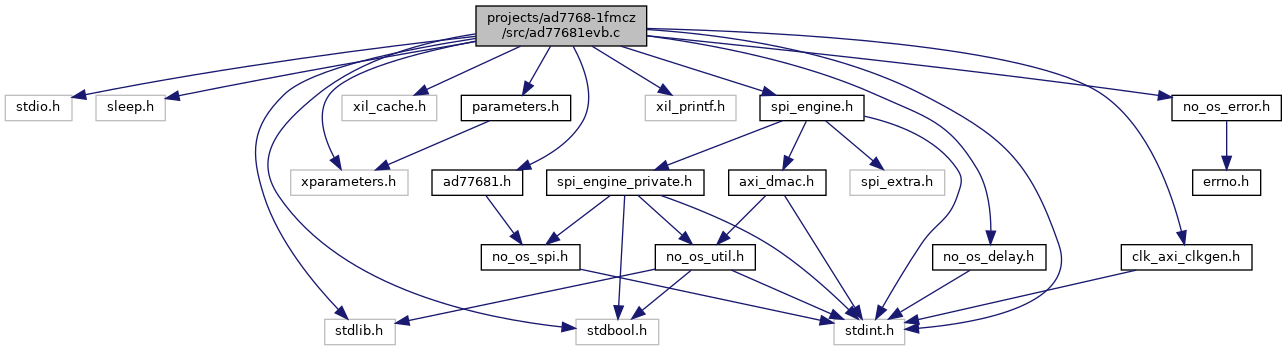 projects/ad7768-1fmcz
/src/ad77681evb.c
stdio.h
sleep.h
xil_cache.h
parameters.h
xil_printf.h
spi_engine.h
no_os_error.h
xparameters.h
ad77681.h
spi_engine_private.h
axi_dmac.h
spi_extra.h
errno.h
no_os_spi.h
no_os_util.h
no_os_delay.h
clk_axi_clkgen.h
stdlib.h
stdbool.h
stdint.h